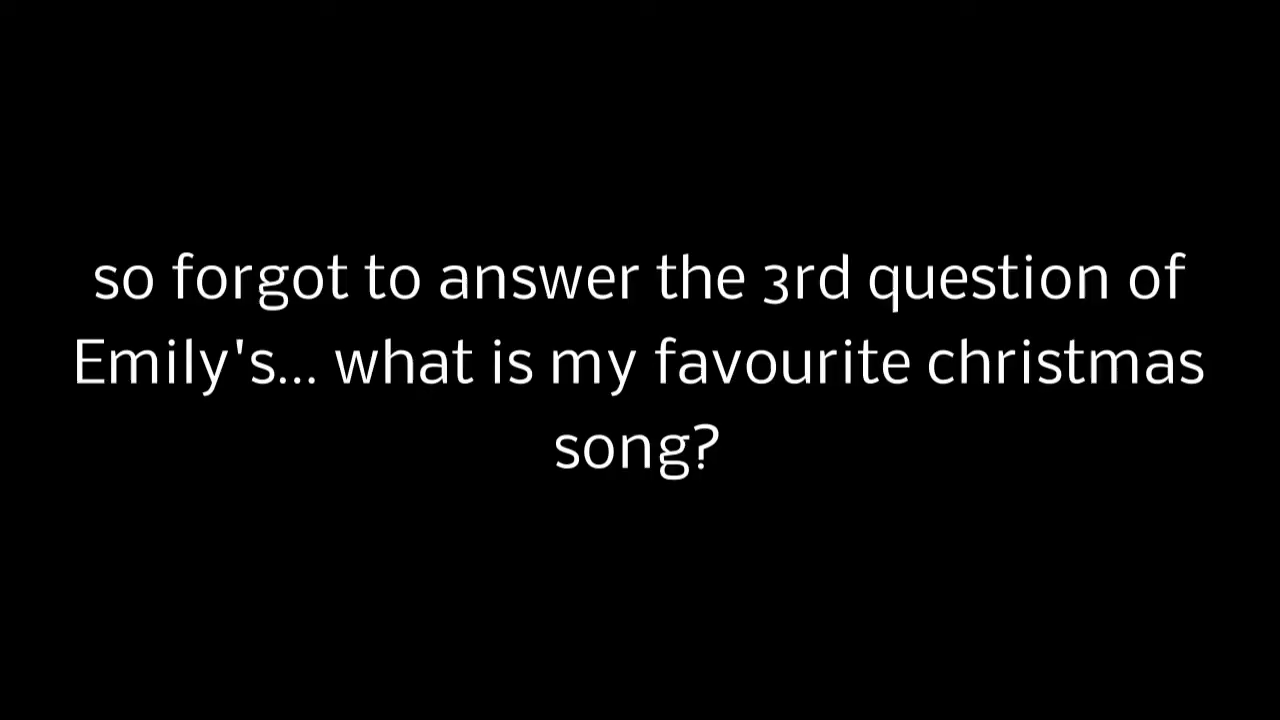 so forgot to answer the 3rd question of
Emily's... what is my favourite christmas
song?